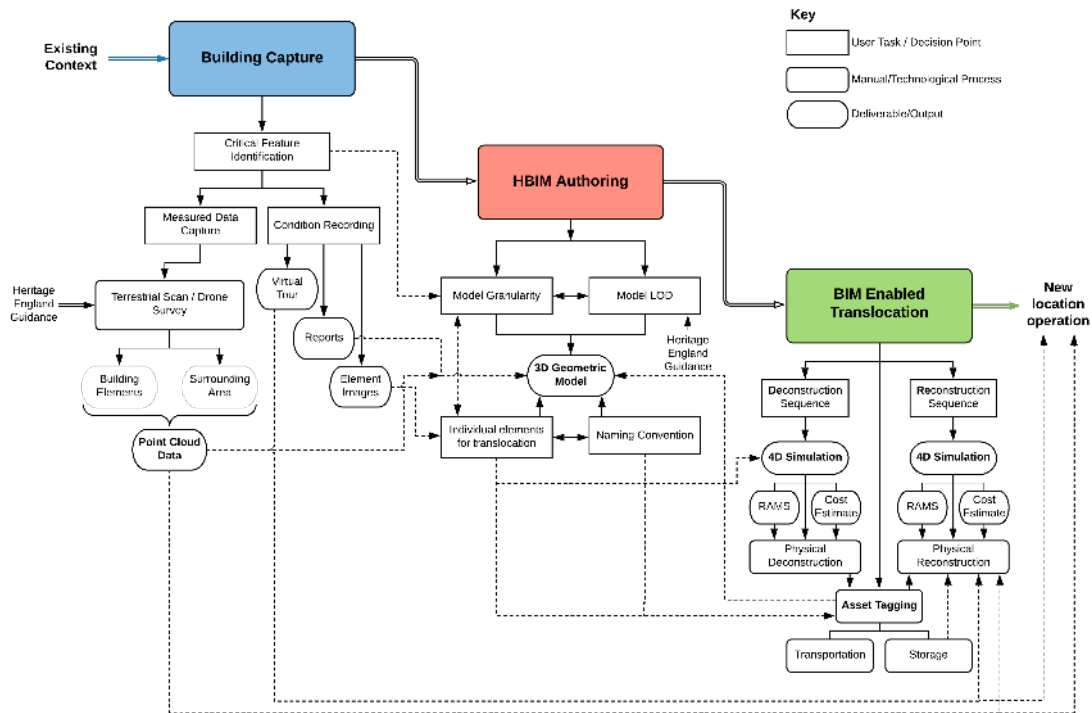 Key
User Task / Decision Point
Manual/Technological Process
Deliverable/Output
Existing
Context
Building Capture
Critical Feature
Identification
Measured Data
Capture
Condition Recording
Virtual
Tour
Heritage
England
Guidance
Terrestrial Scan / Drone
Survey
Reports
Building
Elements
Surrounding
Area
Element
Images
Point Cloud
Data
HBIM Authoring
Model Granularity
Model LOD
Heritage
England
Guidance
3D Geometric
Model
Individual elements
for translocation
Naming Convention
BIM Enabled
Translocation
New
location
operation
Deconstruction
Sequence
Reconstruction
Sequence
4D Simulation
4D Simulation
RAMS
Cost
Estimate
RAMS
Cost
Estimate
Physical
Deconstruction
Physical
Reconstruction
Asset Tagging
Transportation
Storage